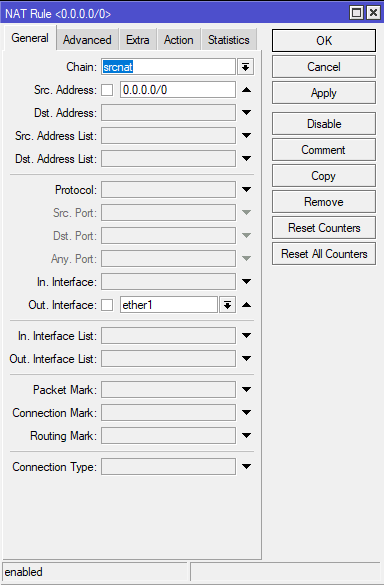 NAT Rule <0.0.0.0/0>
General Advanced Extra Action Statistics
Chain: srcnat
Src. Address: 0.0.0.0/0
Dst. Address:
Src. Address List:
Dst. Address List:
Protocol:
Src. Port:
Dst. Port:
Any. Port:
In. Interface:
Out. Interface: ether1
In. Interface List:
Out. Interface List:
Packet Mark:
Connection Mark:
Routing Mark:
Connection Type:
OK
Cancel
Apply
Disable
Comment
Copy
Remove
Reset Counters
Reset All Counters
enabled